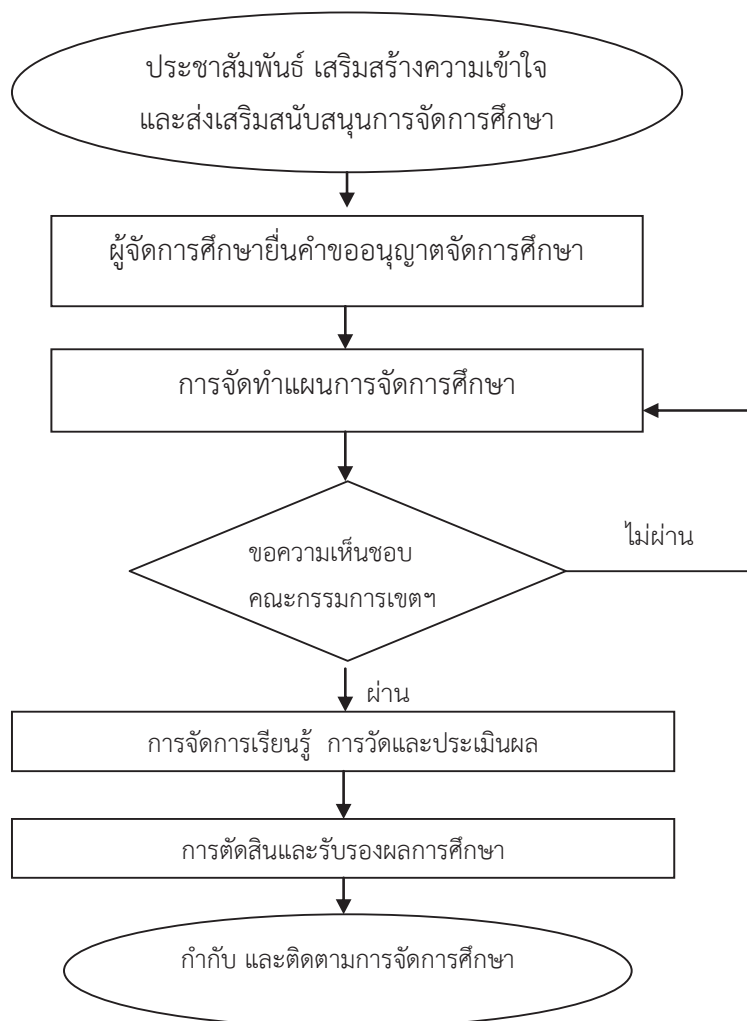 ประชาสัมพันธ์ เสริมสร้างความเข้าใจ
และส่งเสริมสนับสนุนการจัดการศึกษา
ผู้จัดการศึกษายื่นคำขออนุญาตจัดการศึกษา
การจัดทำแผนการจัดการศึกษา
ไม่ผ่าน
ขอความเห็นชอบ
คณะกรรมการเขตฯ
ผ่าน
การจัดการเรียนรู้ การวัดและประเมินผล
การตัดสินและรับรองผลการศึกษา
กำกับ และติดตามการจัดการศึกษา